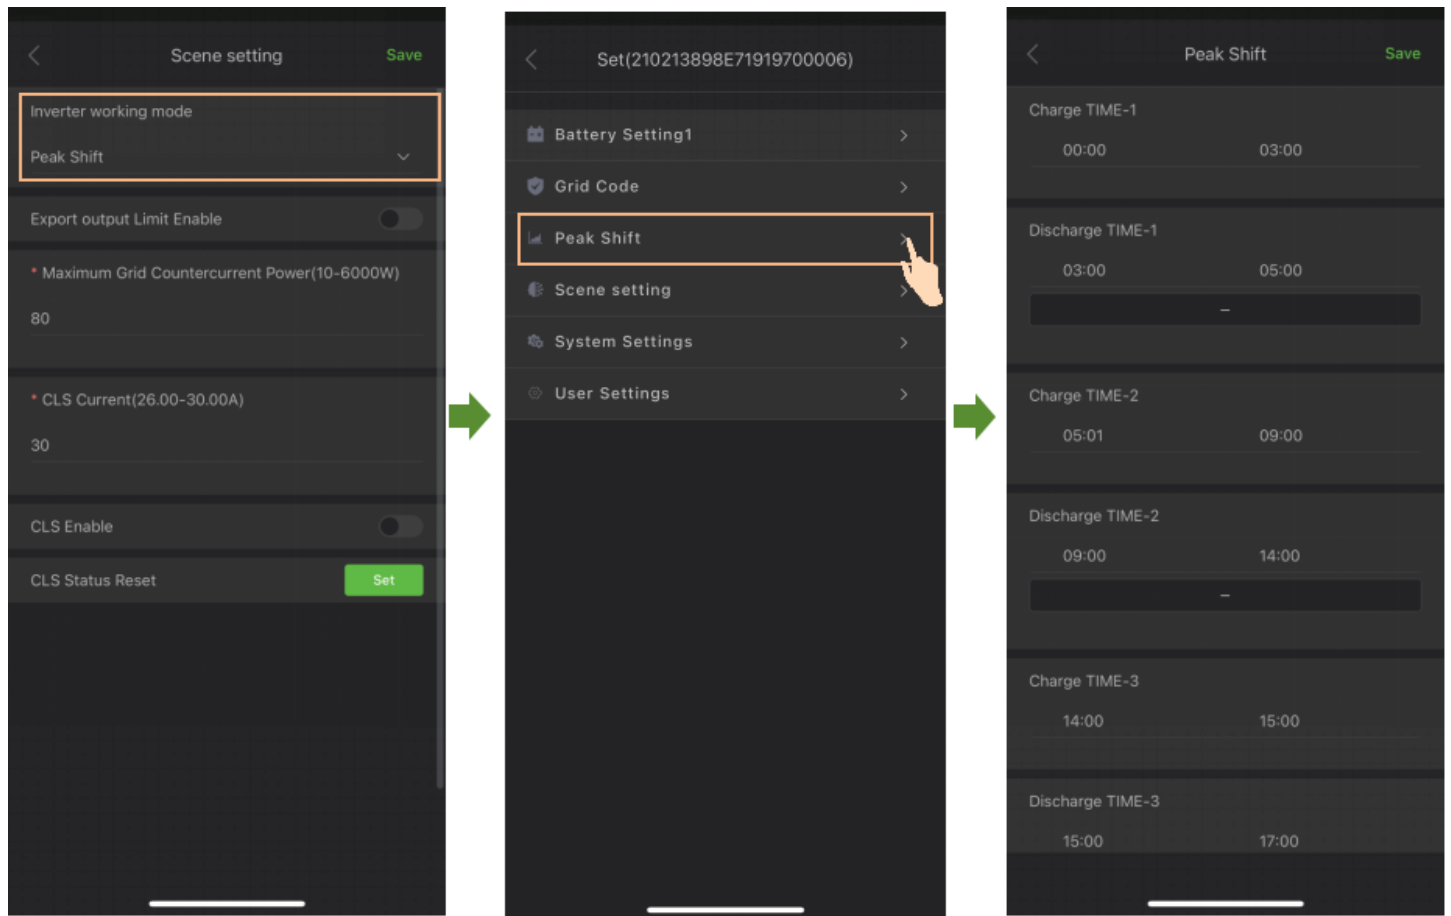 Scene setting Save
Inverter working mode
Peak Shift
Export output Limit Enable
* Maximum Grid Countercurrent Power(10-6000W)
80
* CLS Current(26.00-30.00A)
30
CLS Enable
CLS Status Reset Set
Set(210213898E71919700006)
Battery Setting1
Grid Code
Peak Shift
Scene setting
System Settings
User Settings
Peak Shift Save
Charge TIME-1
00:00 03:00
Discharge TIME-1
03:00 05:00
–
Charge TIME-2
05:01 09:00
Discharge TIME-2
09:00 14:00
–
Charge TIME-3
14:00 15:00
Discharge TIME-3
15:00 17:00